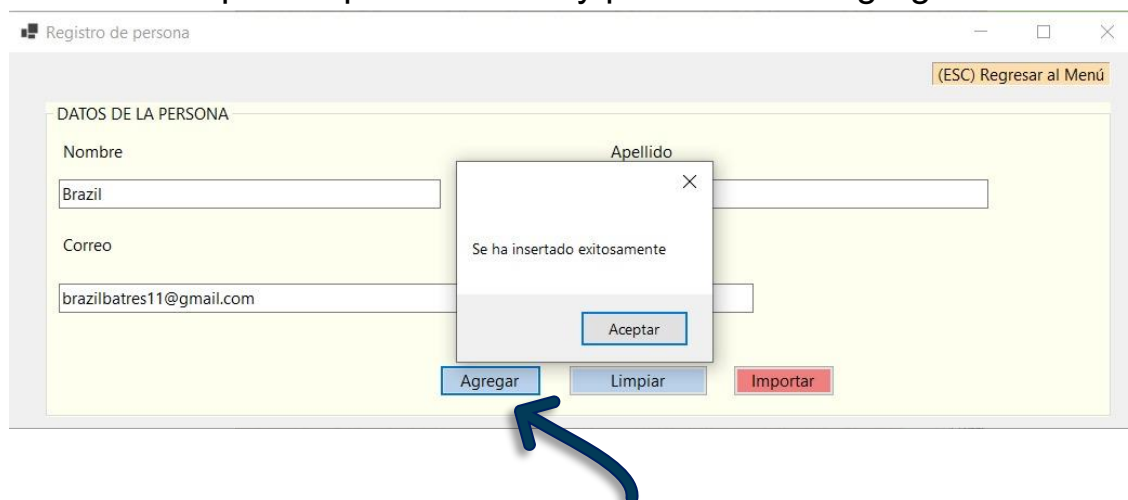 Registro de persona
(ESC) Regresar al Menú
DATOS DE LA PERSONA
Nombre
Apellido
Brazil
Correo
Se ha insertado exitosamente
brazilbatres11@gmail.com
Aceptar
Agregar
Limpiar
Importar